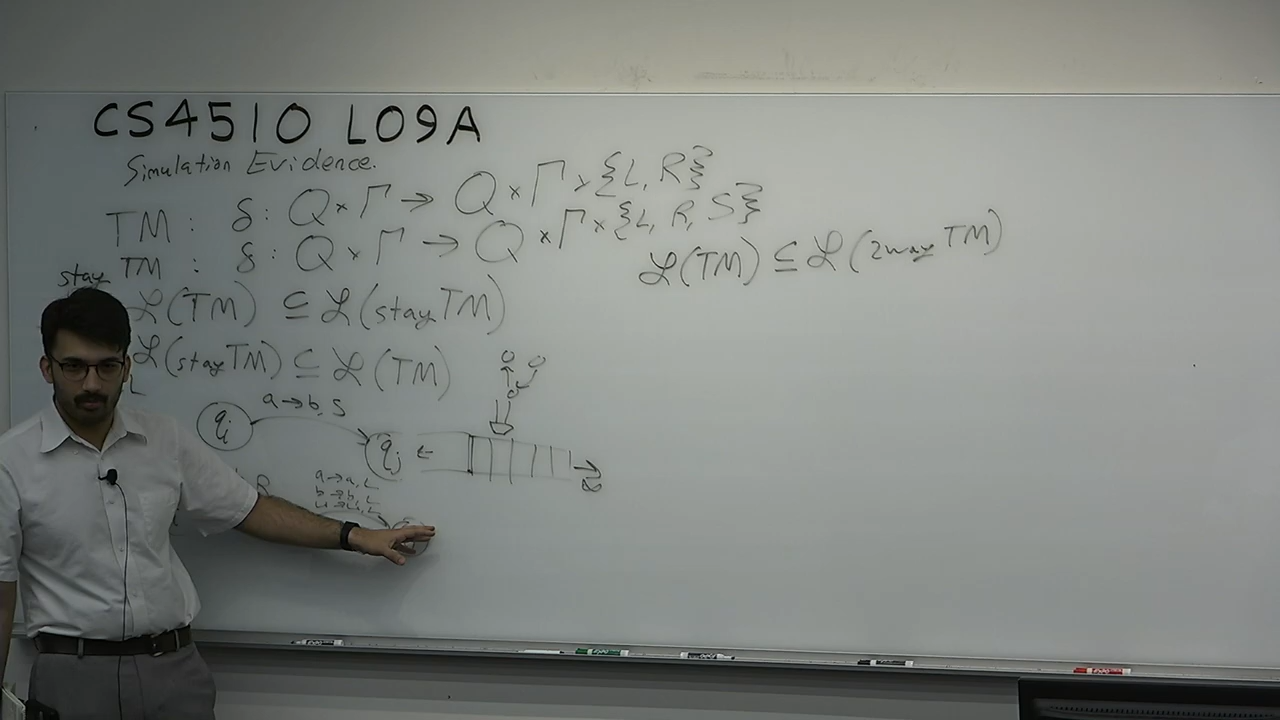 CS4510 L09A
Simulation Evidence.
TM: δ: Q × Γ → Q × Γ × {L, R}
stay TM: δ: Q × Γ → Q × Γ × {L, R, S}
ℒ(TM) ⊆ ℒ(2way TM)
ℒ(TM) ⊆ ℒ(stay TM)
ℒ(stay TM) ⊆ ℒ(TM)
a→b, S
qi
qj
R
a→a, L
b→b, L
⊔→⊔, L